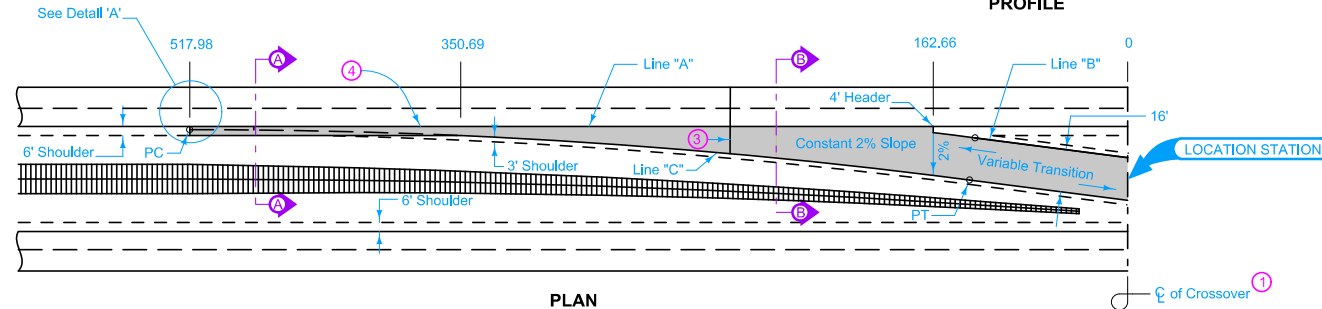 PROFILE
See Detail 'A'
517.98
350.69
162.66
0
A
B
4
Line "A"
Line "B"
4' Header
16'
3
6' Shoulder
PC
3' Shoulder
Line "C"
Constant 2% Slope
2%
Variable Transition
LOCATION STATION
6' Shoulder
A
B
PT
PLAN
℄ of Crossover 1